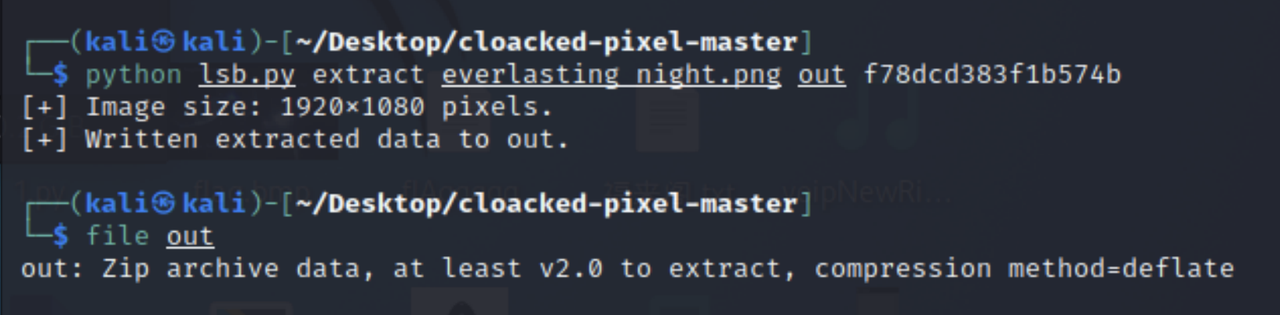 ┌──(kali㉿kali)-[~/Desktop/cloacked-pixel-master]
└─$ python lsb.py extract everlasting_night.png out f78dcd383f1b574b
[+] Image size: 1920×1080 pixels.
[+] Written extracted data to out.
┌──(kali㉿kali)-[~/Desktop/cloacked-pixel-master]
└─$ file out
out: Zip archive data, at least v2.0 to extract, compression method=deflate